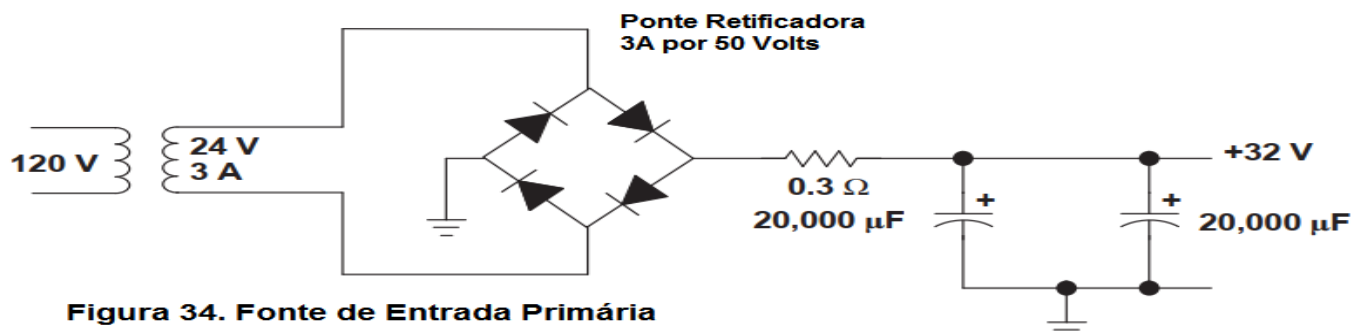 Ponte Retificadora
3A por 50 Volts
120 V
24 V
3 A
+32 V
0.3 Ω
20,000 µF
+
+
20,000 µF
Figura 34. Fonte de Entrada Primária